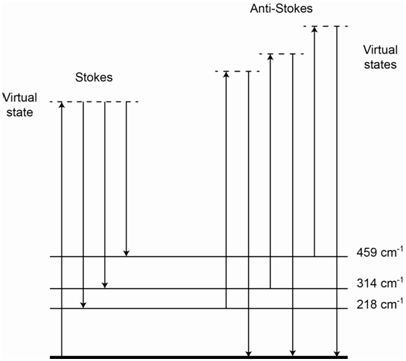 Anti-Stokes
Stokes
Virtual
states
Virtual
state
459 cm⁻¹
314 cm⁻¹
218 cm⁻¹